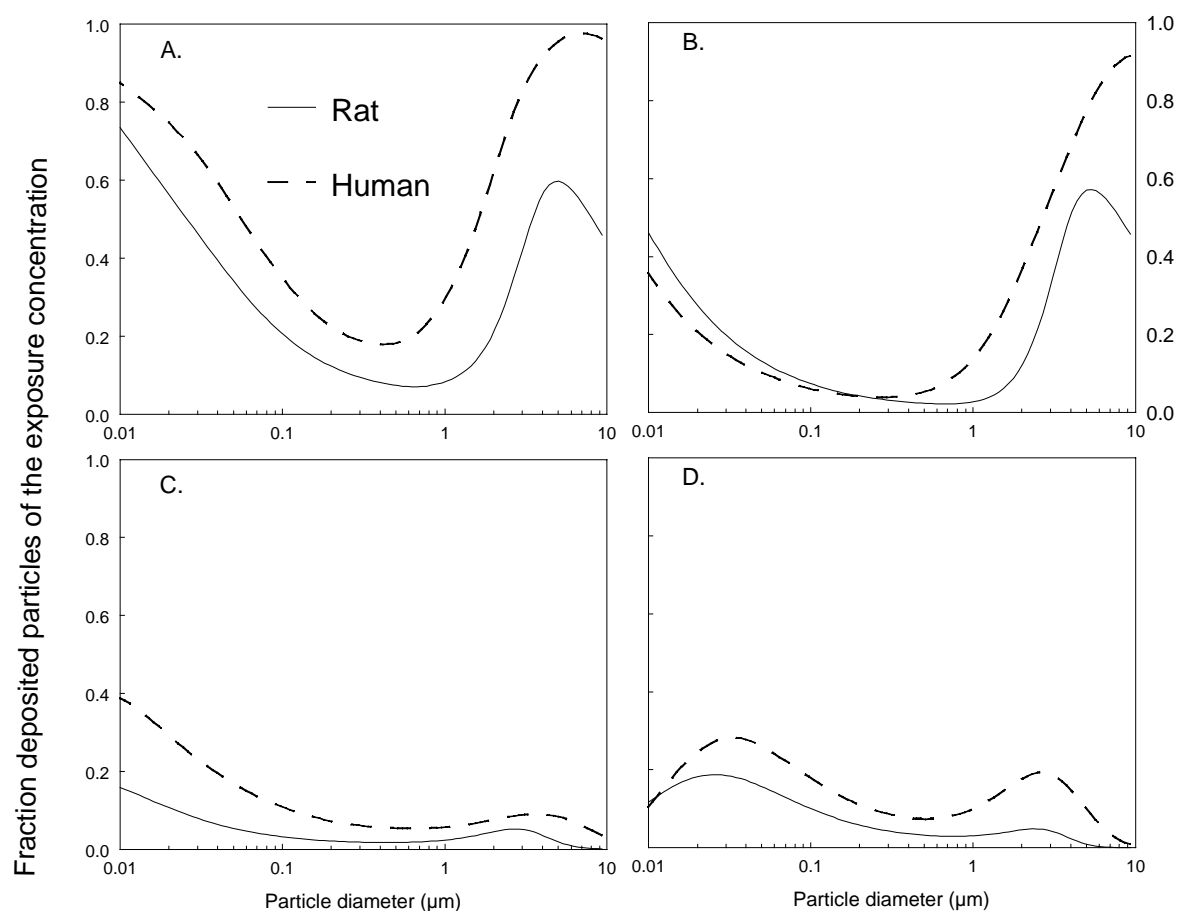 Fraction deposited particles of the exposure concentration
1.0
A.
0.8
Rat
0.6
Human
0.4
0.2
0.0
0.01 0.1 1 10
B.
1.0
0.8
0.6
0.4
0.2
0.0
0.01 0.1 1 10
1.0
C.
0.8
0.6
0.4
0.2
0.0
0.01 0.1 1 10
Particle diameter (µm)
D.
0.01 0.1 1 10
Particle diameter (µm)